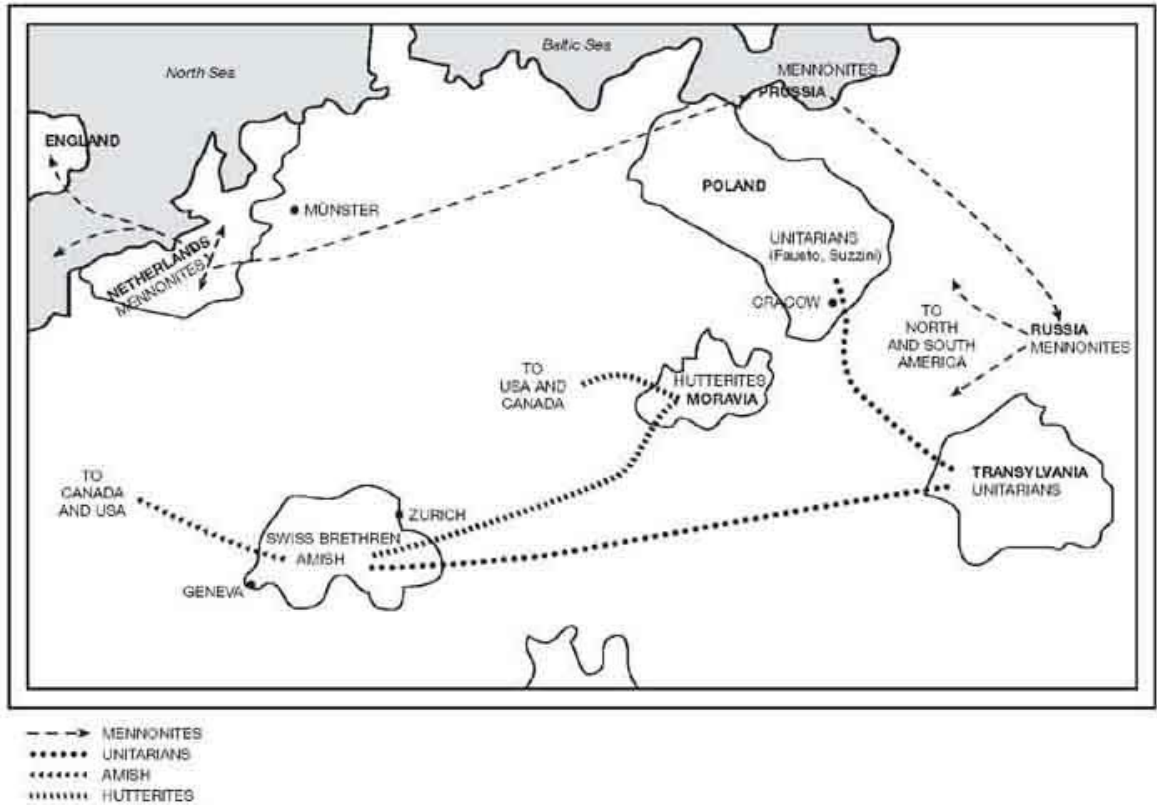 North Sea
Baltic Sea
MENNONITES
PRUSSIA
ENGLAND
POLAND
MÜNSTER
UNITARIANS
(Fausto, Suzzini)
NETHERLANDS
MENNONITES
CRACOW
TO
NORTH
AND SOUTH
AMERICA
RUSSIA
MENNONITES
TO
USA AND
CANADA
HUTTERITES
MORAVIA
TO
CANADA
AND USA
TRANSYLVANIA
UNITARIANS
ZURICH
SWISS BRETHREN
AMISH
GENEVA
MENNONITES
UNITARIANS
AMISH
HUTTERITES